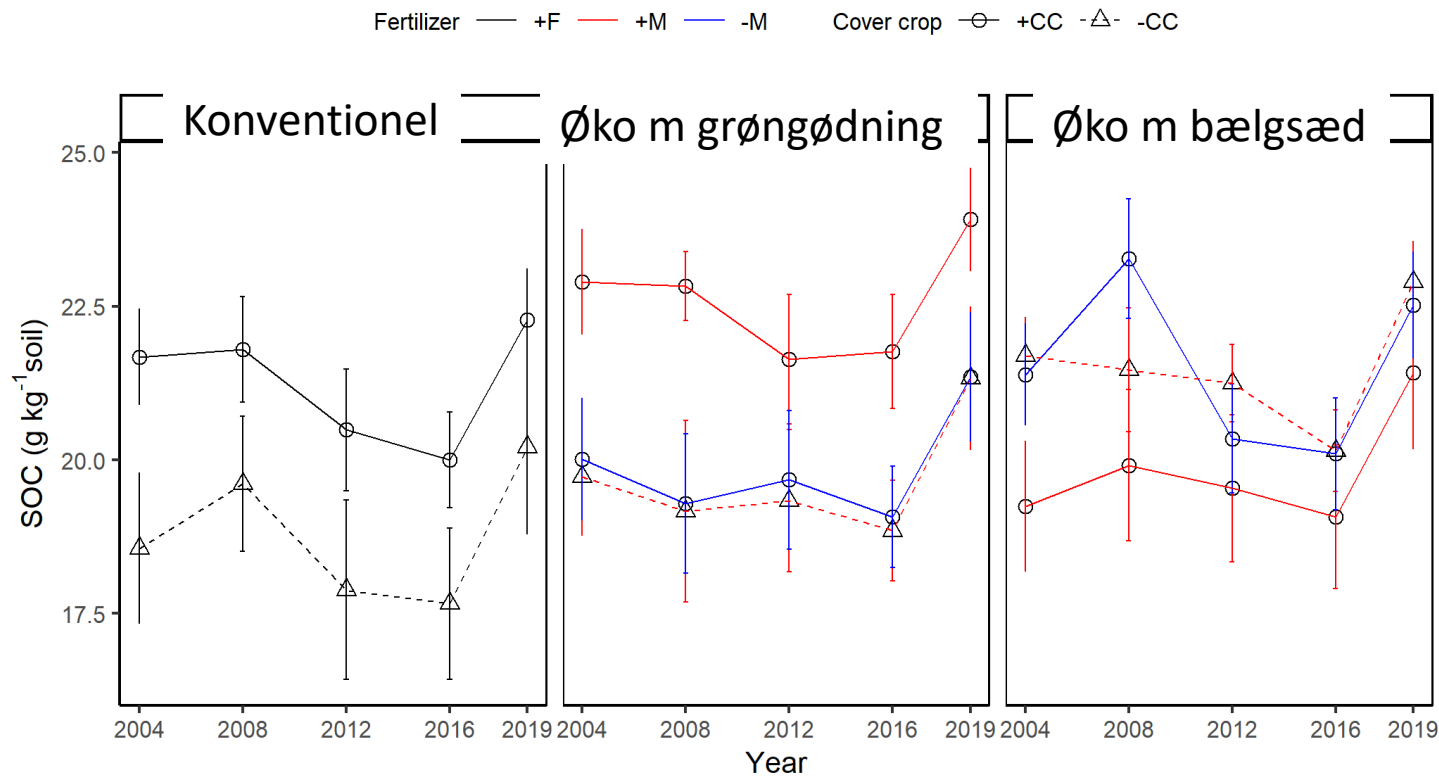 Fertilizer +F +M -M Cover crop +CC -CC
Konventionel Øko m grøngødning Øko m bælgsæd
25.0
22.5
20.0
17.5
SOC (g kg⁻¹soil)
2004 2008 2012 2016 2019 2004 2008 2012 2016 2019 2004 2008 2012 2016 2019
Year